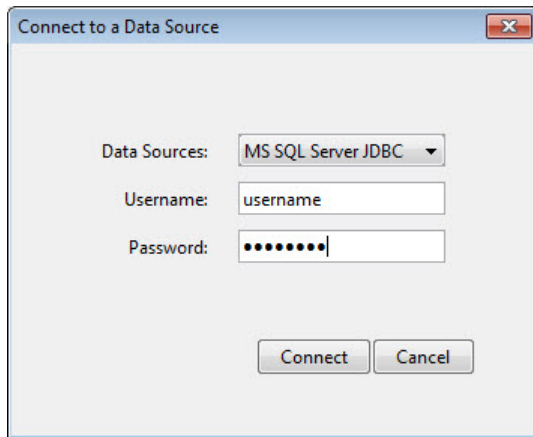 Connect to a Data Source
Data Sources: MS SQL Server JDBC
Username: username
Password: ••••••••
Connect Cancel